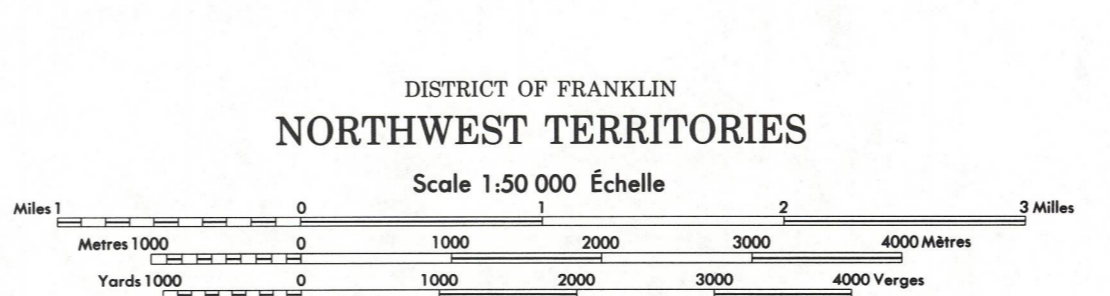 DISTRICT OF FRANKLIN
NORTHWEST TERRITORIES
Scale 1:50 000 Échelle
Miles 1 0 1 2 3 Milles
Metres 1000 0 1000 2000 3000 4000 Mètres
Yards 1000 0 1000 2000 3000 4000 Verges